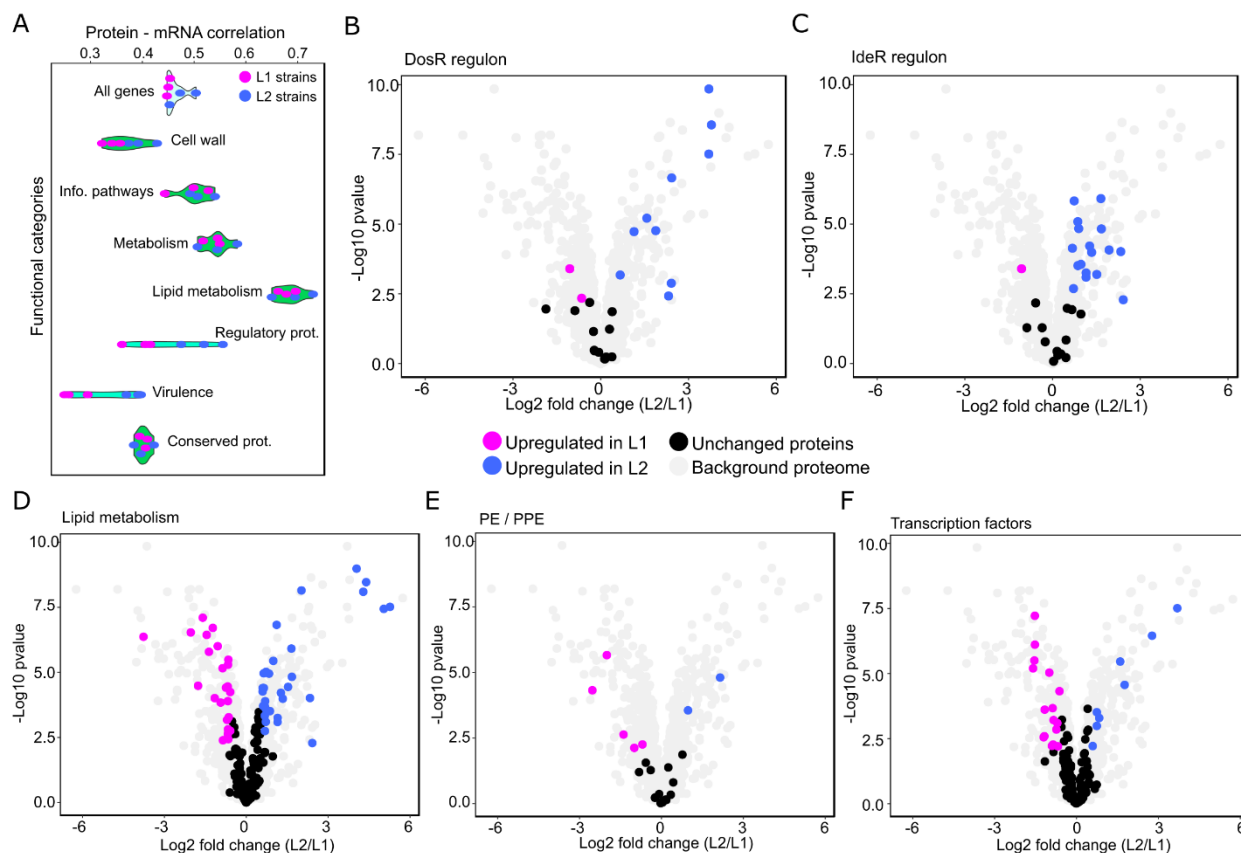 A
Protein - mRNA correlation
0.3 0.4 0.5 0.6 0.7
Functional categories
L1 strains
L2 strains
All genes
Cell wall
Info. pathways
Metabolism
Lipid metabolism
Regulatory prot.
Virulence
Conserved prot.
B
DosR regulon
-Log10 pvalue
10.0
7.5
5.0
2.5
0.0
-6 -3 0 3 6
Log2 fold change (L2/L1)
C
IdeR regulon
-Log10 pvalue
10.0
7.5
5.0
2.5
0.0
-6 -3 0 3 6
Log2 fold change (L2/L1)
Upregulated in L1
Unchanged proteins
Upregulated in L2
Background proteome
D
Lipid metabolism
-Log10 pvalue
10.0
7.5
5.0
2.5
0.0
-6 -3 0 3 6
Log2 fold change (L2/L1)
E
PE / PPE
-Log10 pvalue
10.0
7.5
5.0
2.5
0.0
-6 -3 0 3 6
Log2 fold change (L2/L1)
F
Transcription factors
-Log10 pvalue
10.0
7.5
5.0
2.5
0.0
-6 -3 0 3 6
Log2 fold change (L2/L1)